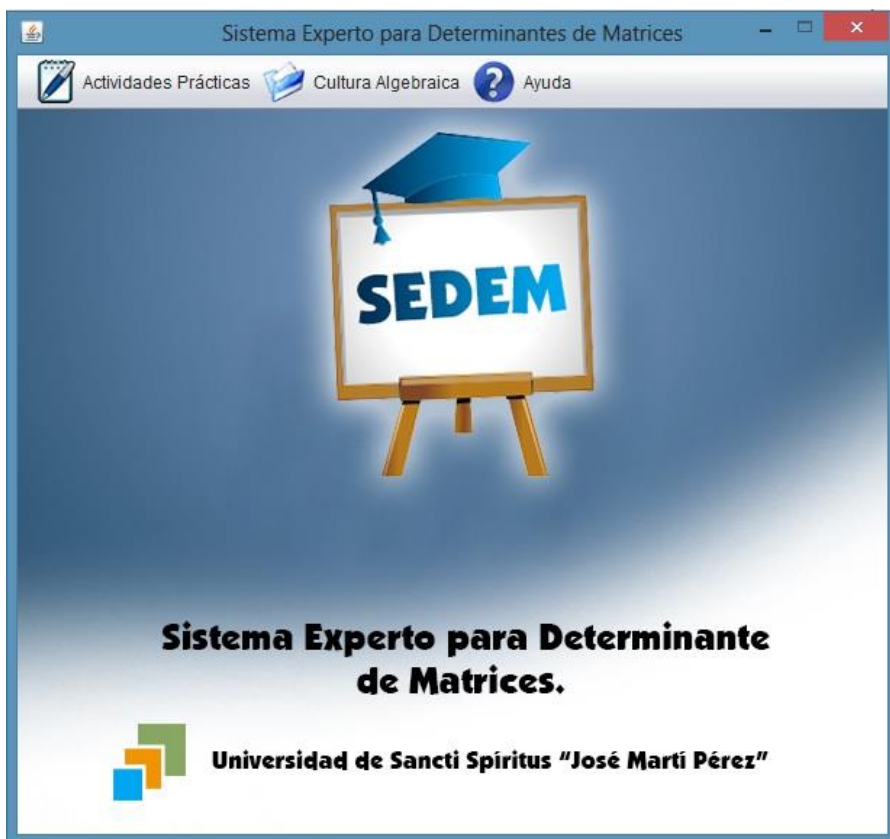 Sistema Experto para Determinantes de Matrices
Actividades Prácticas Cultura Algebraica Ayuda
SEDEM
Sistema Experto para Determinante
de Matrices.
Universidad de Sancti Spíritus “José Martí Pérez”